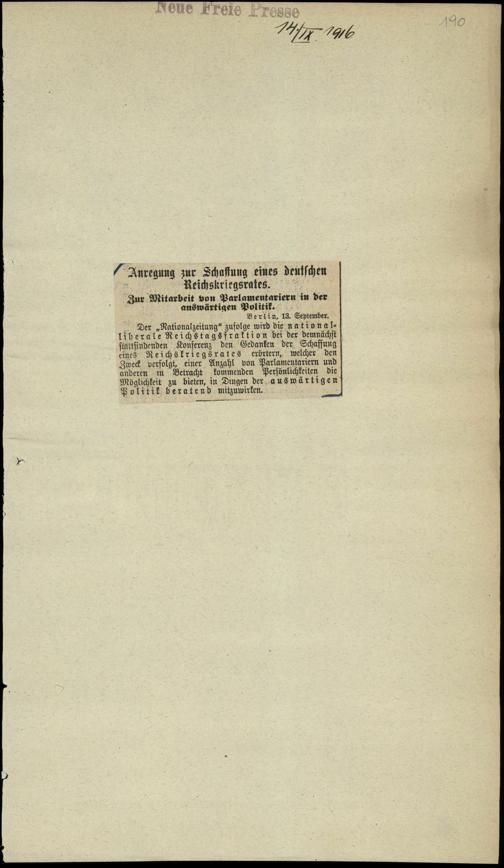 Neue Freie Presse
14/IX. 1916
190
Anregung zur Schaffung eines deutschen
Reichskriegsrates.
Zur Mitarbeit von Parlamentariern in der
auswärtigen Politik.
Berlin, 13. September.
Der „Nationalzeitung“ zufolge wird die national-
liberale Reichstagsfraktion bei der demnächst
stattfindenden Konferenz den Gedanken der Schaffung
eines Reichskriegsrates erörtern, welcher den
Zweck verfolgt, einer Anzahl von Parlamentariern und
anderen in Betracht kommenden Persönlichkeiten die
Möglichkeit zu bieten, in Dingen der auswärtigen
Politik beratend mitzuwirken.